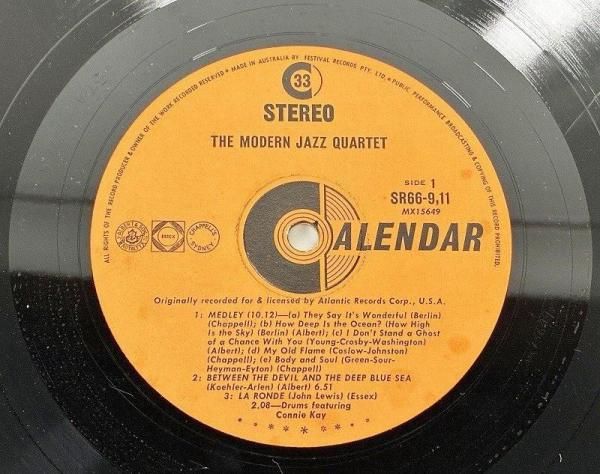 ALL RIGHTS OF THE RECORD PRODUCER & OWNER OF THE WORK RECORDED RESERVED * MADE IN AUSTRALIA BY FESTIVAL RECORDS PTY. LTD. * PUBLIC PERFORMANCE BROADCASTING & COPYING OF THIS RECORD PROHIBITED.
C 33
STEREO
THE MODERN JAZZ QUARTET
SIDE 1
SR66-9,11
MX15649
CALENDAR
ESSEX
CHAPPELL'S SYDNEY
Originally recorded for & licensed by Atlantic Records Corp., U.S.A.
1: MEDLEY (10.12)—(a) They Say It's Wonderful (Berlin)
(Chappell); (b) How Deep Is the Ocean? (How High
is the Sky) (Berlin) (Albert); (c) I Don't Stand a Ghost
of a Chance With You (Young-Crosby-Washington)
(Albert); (d) My Old Flame (Coslow-Johnston)
(Chappell); (e) Body and Soul (Green-Sour-
Heyman-Eyton) (Chappell)
2: BETWEEN THE DEVIL AND THE DEEP BLUE SEA
(Koehler-Arlen) (Albert) 6.51
3: LA RONDE (John Lewis) (Essex)
2.08—Drums featuring
Connie Kay